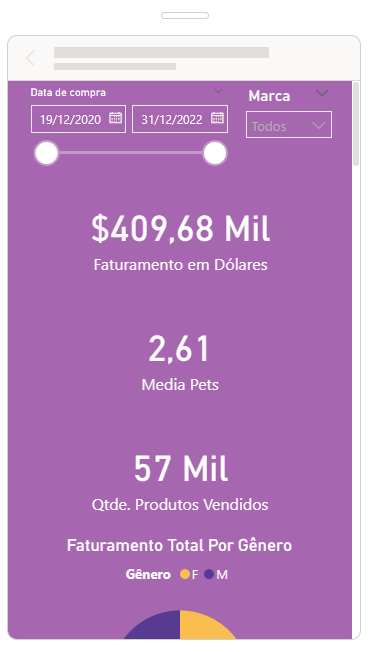 Data de compra
19/12/2020 31/12/2022
Marca
Todos
$409,68 Mil
Faturamento em Dólares
2,61
Media Pets
57 Mil
Qtde. Produtos Vendidos
Faturamento Total Por Gênero
Gênero F M